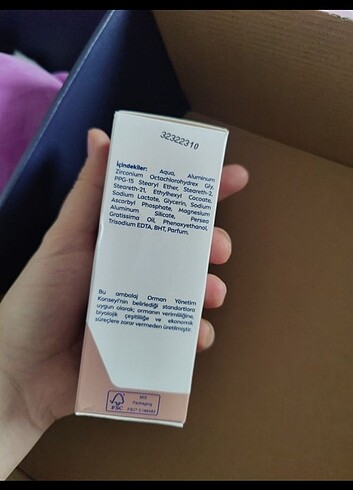 32322310
İçindekiler: Aqua, Aluminum
Zirconium Octachlorohydrex Gly,
PPG-15 Stearyl Ether, Steareth-2,
Steareth-21, Ethylhexyl Cocoate,
Sodium Lactate, Glycerin, Sodium
Ascorbyl Phosphate, Magnesium
Aluminum Silicate, Persea
Gratissima Oil, Phenoxyethanol,
Trisodium EDTA, BHT, Parfum.
Bu ambalaj Orman Yönetim
Konseyi'nin belirlediği standartlara
uygun olarak; ormanın verimliliğine,
biyolojik çeşitliliğe ve ekonomik
süreçlere zarar vermeden üretilmiştir.
FSC
MIX
Packaging